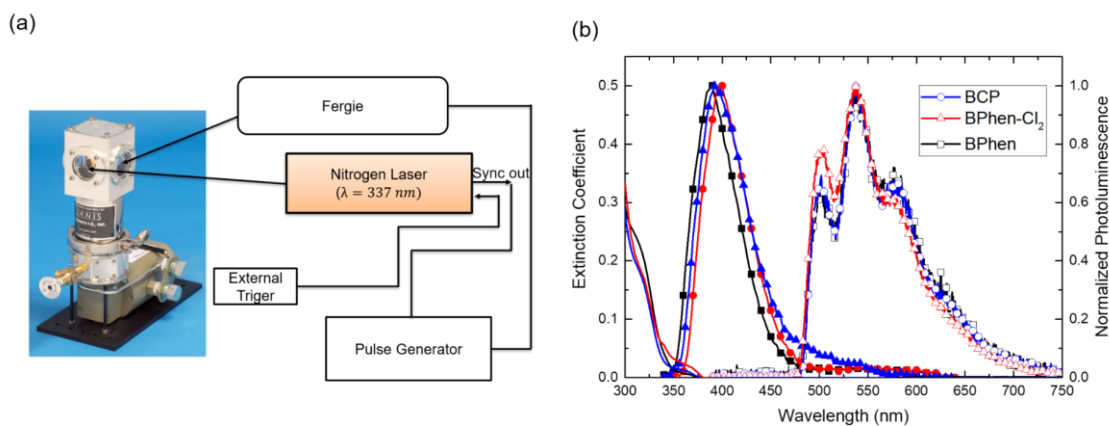 (a)
Fergie
Nitrogen Laser
(λ = 337 nm)
Sync out
External
Triger
Pulse Generator
(b)
BCP
BPhen-Cl₂
BPhen
Extinction Coefficient
0.5
0.4
0.3
0.2
0.1
0.0
Normalized Photoluminescence
1.0
0.8
0.6
0.4
0.2
0.0
300 350 400 450 500 550 600 650 700 750
Wavelength (nm)